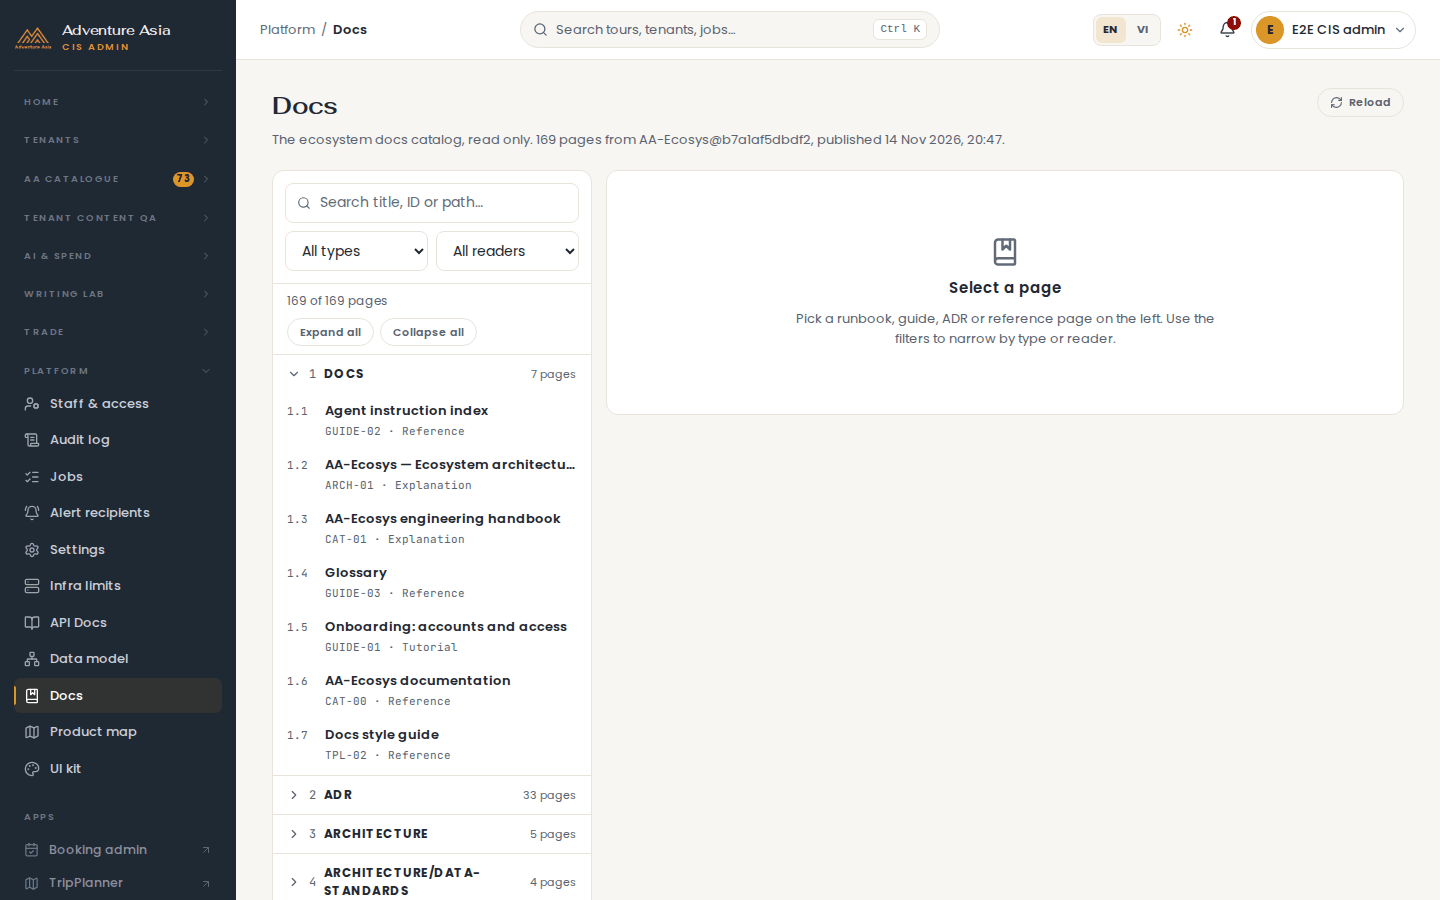 Adventure Asia
CIS ADMIN
Adventure Asia
HOME
TENANTS
AA CATALOGUE 73
TENANT CONTENT QA
AI & SPEND
WRITING LAB
TRADE
PLATFORM
Staff & access
Audit log
Jobs
Alert recipients
Settings
Infra limits
API Docs
Data model
Docs
Product map
UI kit
APPS
Booking admin
TripPlanner
Platform / Docs
Search tours, tenants, jobs...
Ctrl K
EN VI
1
E E2E CIS admin
Docs
Reload
The ecosystem docs catalog, read only. 169 pages from AA-Ecosys@b7a1af5dbdf2, published 14 Nov 2026, 20:47.
Search title, ID or path...
All types
All readers
169 of 169 pages
Expand all
Collapse all
1 DOCS 7 pages
1.1 Agent instruction index
GUIDE-02 · Reference
1.2 AA-Ecosys — Ecosystem architectu...
ARCH-01 · Explanation
1.3 AA-Ecosys engineering handbook
CAT-01 · Explanation
1.4 Glossary
GUIDE-03 · Reference
1.5 Onboarding: accounts and access
GUIDE-01 · Tutorial
1.6 AA-Ecosys documentation
CAT-00 · Reference
1.7 Docs style guide
TPL-02 · Reference
2 ADR 33 pages
3 ARCHITECTURE 5 pages
4 ARCHITECTURE/DATA-
STANDARDS 4 pages
Select a page
Pick a runbook, guide, ADR or reference page on the left. Use the
filters to narrow by type or reader.